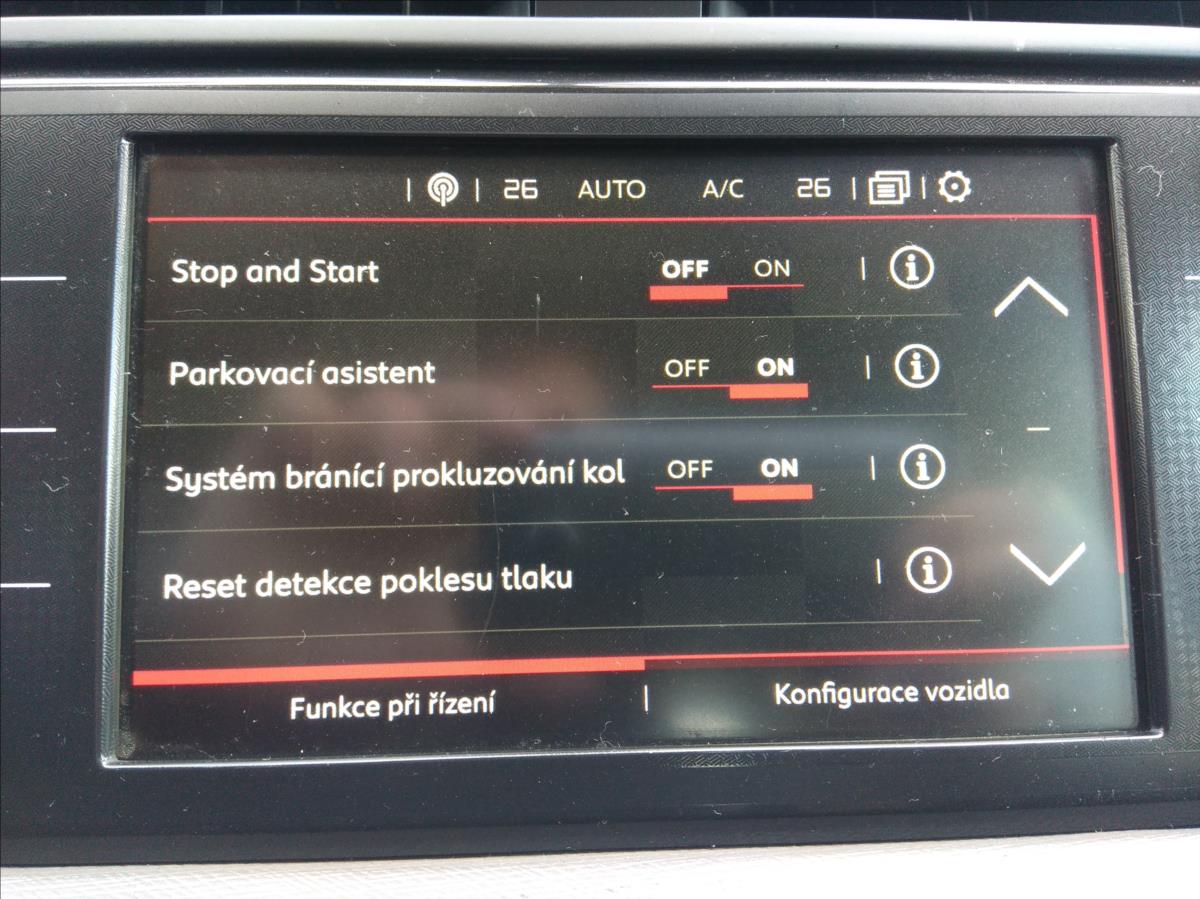 26 AUTO A/C 26
Stop and Start OFF ON
Parkovací asistent OFF ON
Systém bránící prokluzování kol OFF ON
Reset detekce poklesu tlaku
Funkce při řízení Konfigurace vozidla